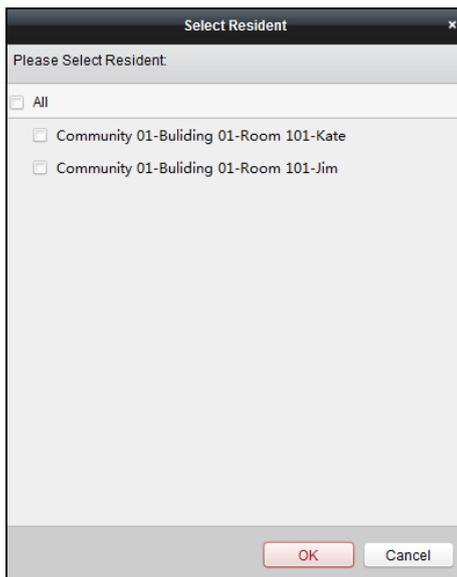 Select Resident
×
Please Select Resident:
All
Community 01-Buliding 01-Room 101-Kate
Community 01-Buliding 01-Room 101-Jim
OK
Cancel